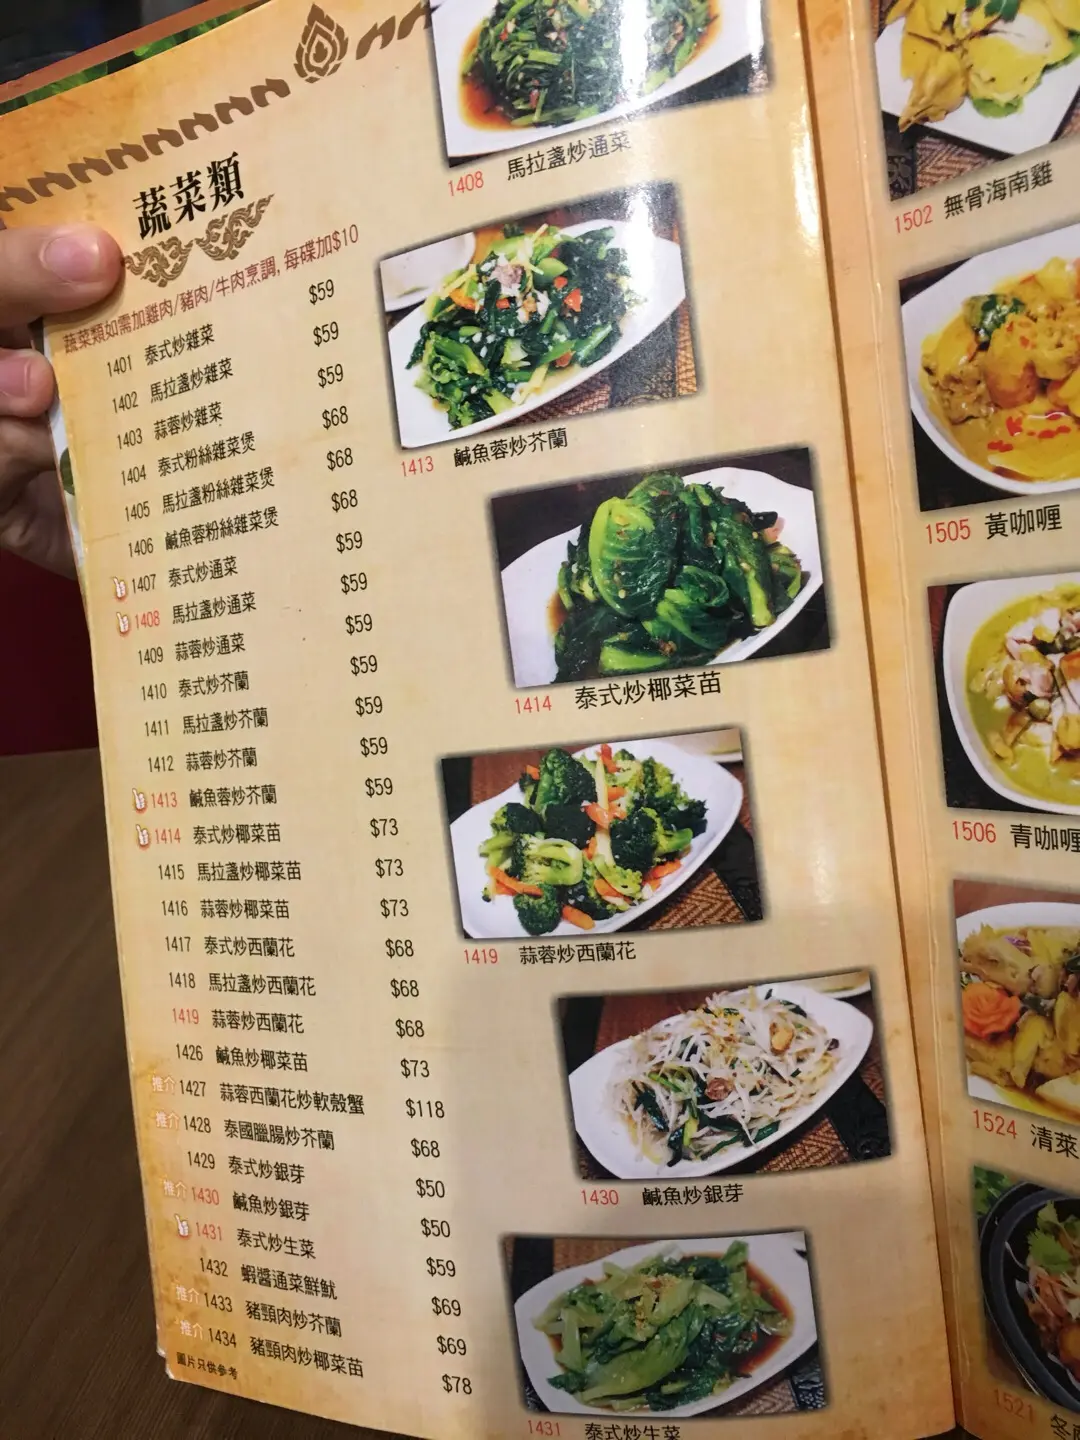 蔬菜類
蔬菜類如需加雞肉/豬肉/牛肉烹調, 每碟加$10
1401 泰式炒雜菜 $59
1402 馬拉盞炒雜菜 $59
1403 蒜蓉炒雜菜 $59
1404 泰式粉絲雜菜煲 $68
1405 馬拉盞粉絲雜菜煲 $68
1406 鹹魚蓉粉絲雜菜煲 $68
1407 泰式炒通菜 $59
1408 馬拉盞炒通菜 $59
1409 蒜蓉炒通菜 $59
1410 泰式炒芥蘭 $59
1411 馬拉盞炒芥蘭 $59
1412 蒜蓉炒芥蘭 $59
1413 鹹魚蓉炒芥蘭 $59
1414 泰式炒椰菜苗 $73
1415 馬拉盞炒椰菜苗 $73
1416 蒜蓉炒椰菜苗 $73
1417 泰式炒西蘭花 $68
1418 馬拉盞炒西蘭花 $68
1419 蒜蓉炒西蘭花 $68
1426 鹹魚炒椰菜苗 $73
推介 1427 蒜蓉西蘭花炒軟殼蟹 $118
推介 1428 泰國臘腸炒芥蘭 $68
1429 泰式炒銀芽 $50
推介 1430 鹹魚炒銀芽 $50
1431 泰式炒生菜 $59
1432 蝦醬通菜鮮魷 $69
推介 1433 豬頸肉炒芥蘭 $69
推介 1434 豬頸肉炒椰菜苗 $78
圖片只供參考
1408 馬拉盞炒通菜
1413 鹹魚蓉炒芥蘭
1414 泰式炒椰菜苗
1419 蒜蓉炒西蘭花
1430 鹹魚炒銀芽
1431 泰式炒生菜
1502 無骨海南雞
1505 黃咖喱
1506 青咖喱
1524 清萊
1521 冬